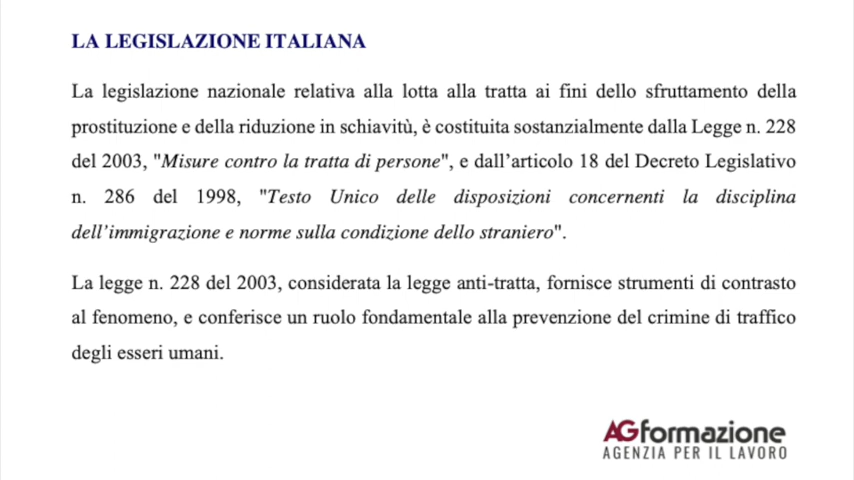 LA LEGISLAZIONE ITALIANA
La legislazione nazionale relativa alla lotta alla tratta ai fini dello sfruttamento della
prostituzione e della riduzione in schiavitù, è costituita sostanzialmente dalla Legge n. 228
del 2003, "Misure contro la tratta di persone", e dall’articolo 18 del Decreto Legislativo
n. 286 del 1998, "Testo Unico delle disposizioni concernenti la disciplina
dell’immigrazione e norme sulla condizione dello straniero".
La legge n. 228 del 2003, considerata la legge anti-tratta, fornisce strumenti di contrasto
al fenomeno, e conferisce un ruolo fondamentale alla prevenzione del crimine di traffico
degli esseri umani.
AGformazione
AGENZIA PER IL LAVORO